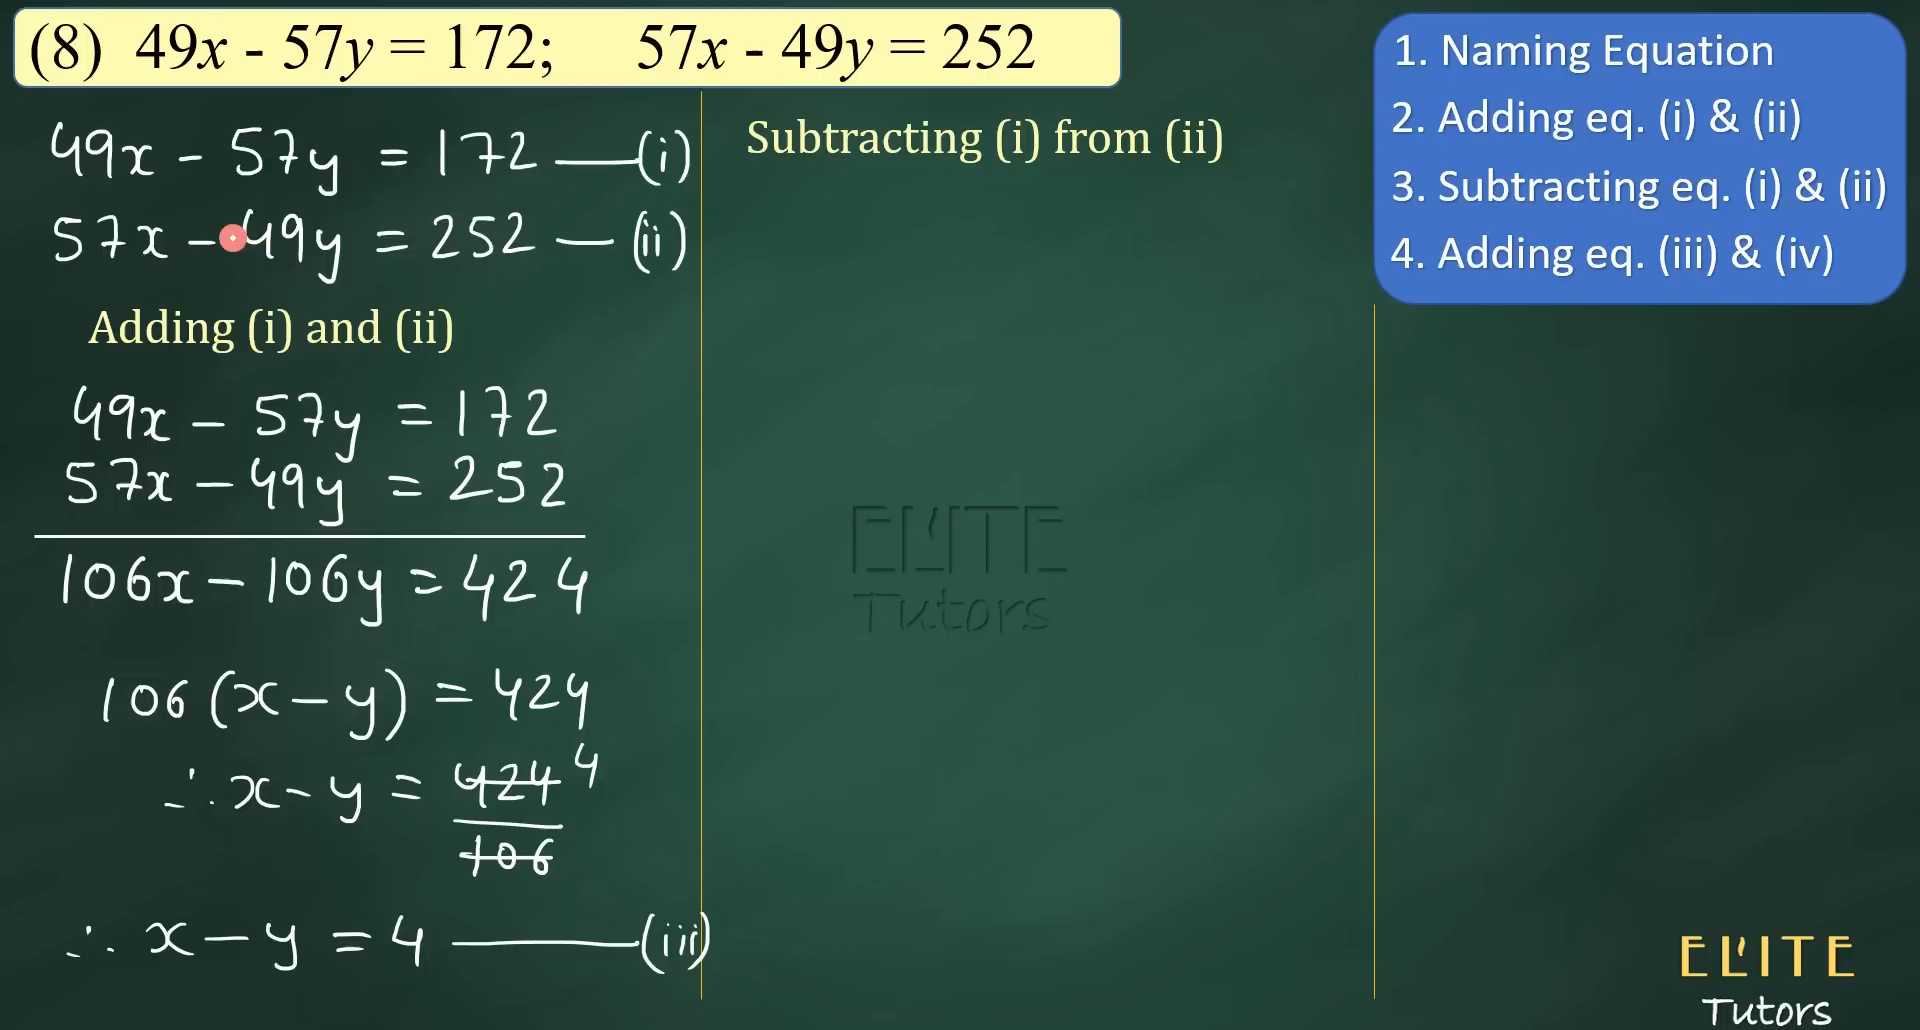 (8) 49x - 57y = 172; 57x - 49y = 252
49x - 57y = 172 —(i)
57x - 49y = 252 — (ii)
Adding (i) and (ii)
49x - 57y = 172
57x - 49y = 252
106x - 106y = 424
106 (x - y) = 424
∴ x - y = 424 4
106
∴ x - y = 4 —(iii)
Subtracting (i) from (ii)
ELITE
Tutors
1. Naming Equation
2. Adding eq. (i) & (ii)
3. Subtracting eq. (i) & (ii)
4. Adding eq. (iii) & (iv)
ELITE
Tutors